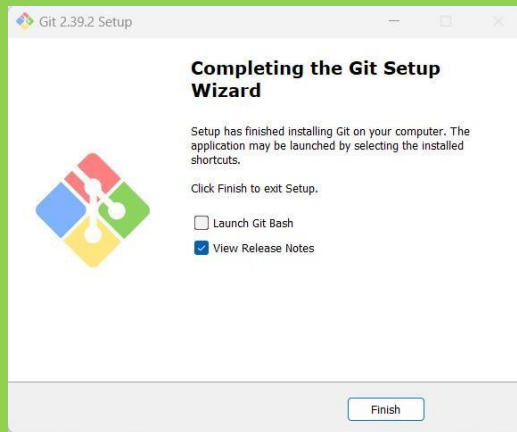 Git 2.39.2 Setup
Completing the Git Setup
Wizard
Setup has finished installing Git on your computer. The
application may be launched by selecting the installed
shortcuts.
Click Finish to exit Setup.
Launch Git Bash
View Release Notes
Finish